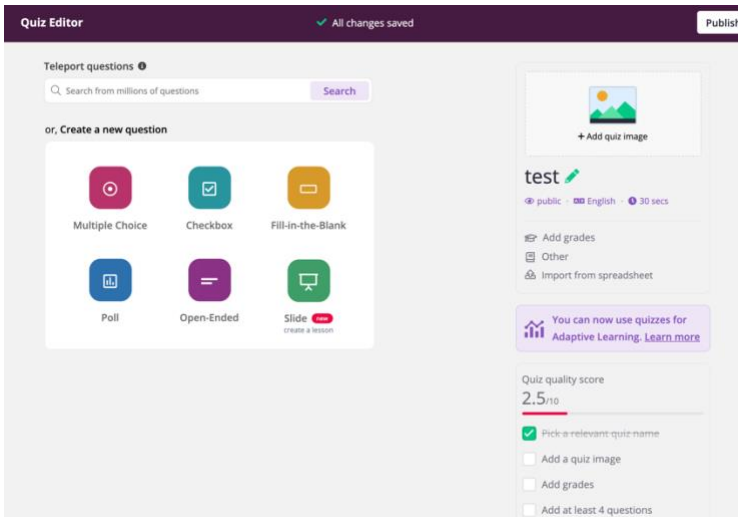 Quiz Editor
All changes saved
Publish
Teleport questions
Search from millions of questions
Search
or, Create a new question
Multiple Choice
Checkbox
Fill-in-the-Blank
Poll
Open-Ended
Slide new
create a lesson
+ Add quiz image
test
public · English · 30 secs
Add grades
Other
Import from spreadsheet
You can now use quizzes for
Adaptive Learning. Learn more
Quiz quality score
2.5/10
Pick a relevant quiz name
Add a quiz image
Add grades
Add at least 4 questions